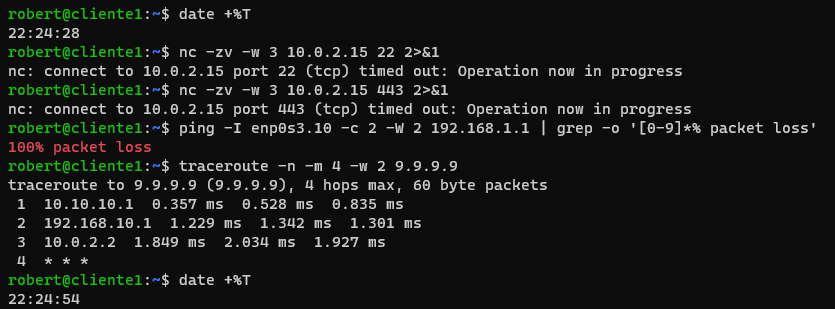 robert@cliente1:~$ date +%T
22:24:28
robert@cliente1:~$ nc -zv -w 3 10.0.2.15 22 2>&1
nc: connect to 10.0.2.15 port 22 (tcp) timed out: Operation now in progress
robert@cliente1:~$ nc -zv -w 3 10.0.2.15 443 2>&1
nc: connect to 10.0.2.15 port 443 (tcp) timed out: Operation now in progress
robert@cliente1:~$ ping -I enp0s3.10 -c 2 -W 2 192.168.1.1 | grep -o '[0-9]*% packet loss'
100% packet loss
robert@cliente1:~$ traceroute -n -m 4 -w 2 9.9.9.9
traceroute to 9.9.9.9 (9.9.9.9), 4 hops max, 60 byte packets
 1  10.10.10.1  0.357 ms  0.528 ms  0.835 ms
 2  192.168.10.1  1.229 ms  1.342 ms  1.301 ms
 3  10.0.2.2  1.849 ms  2.034 ms  1.927 ms
 4  * * *
robert@cliente1:~$ date +%T
22:24:54